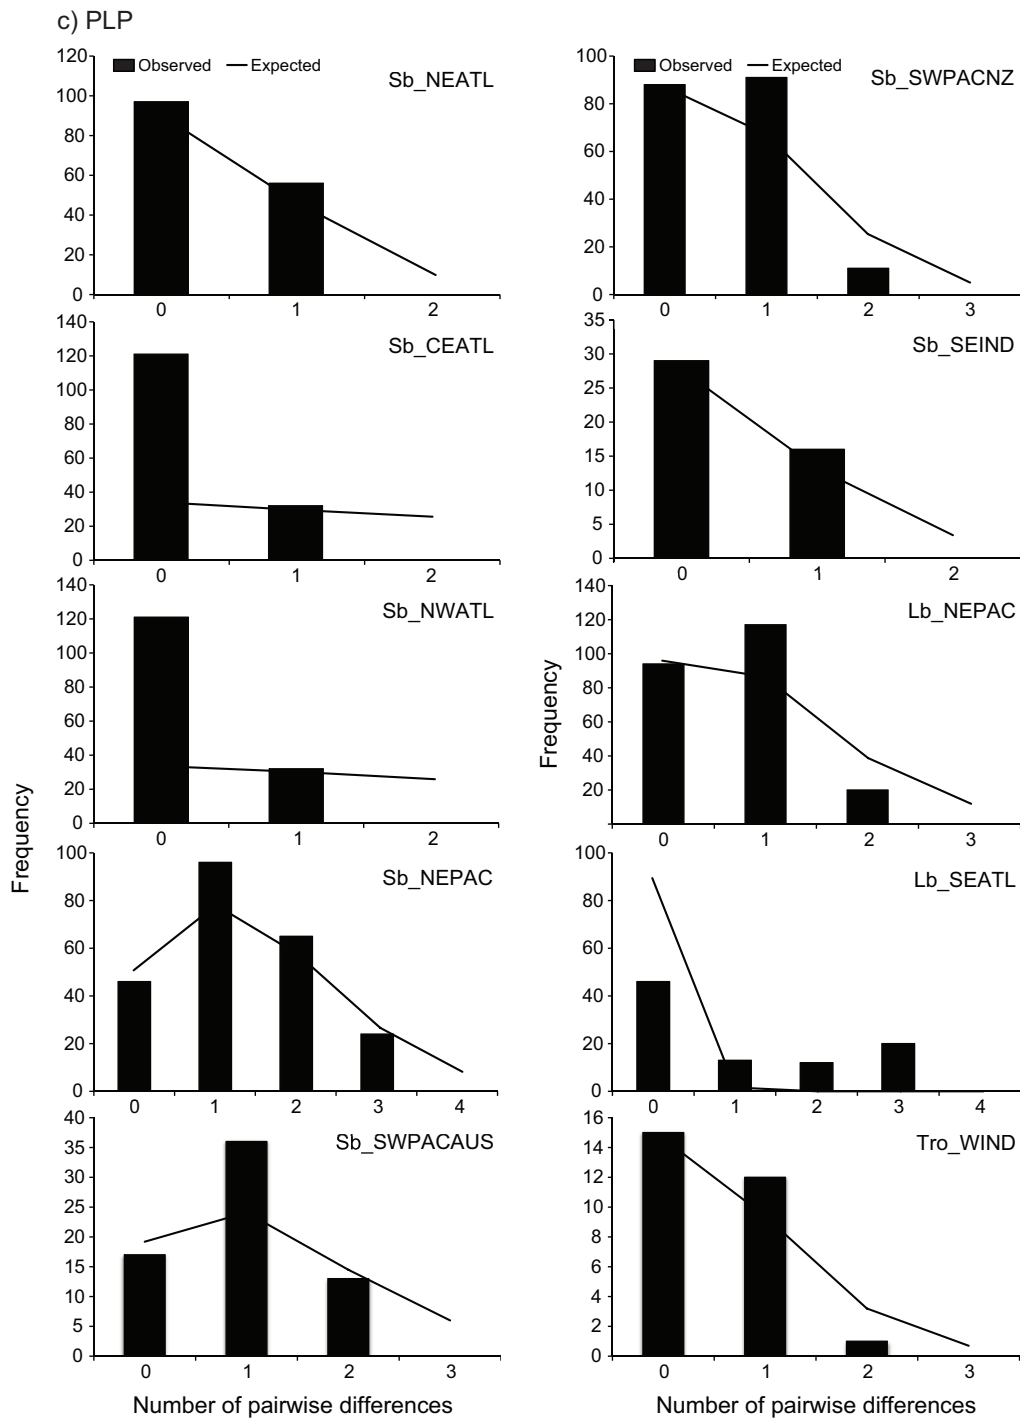 c) PLP
Observed Expected
Sb_NEATL
120
100
80
60
40
20
0
0 1 2
Sb_CEATL
140
120
100
80
60
40
20
0
0 1 2
Sb_NWATL
140
120
100
80
60
40
20
0
0 1 2
Sb_NEPAC
100
80
60
40
20
0
0 1 2 3 4
Sb_SWPACAUS
40
35
30
25
20
15
10
5
0
0 1 2 3
Frequency
Number of pairwise differences
Observed Expected
Sb_SWPACNZ
100
80
60
40
20
0
0 1 2 3
Sb_SEIND
35
30
25
20
15
10
5
0
0 1 2
Lb_NEPAC
140
120
100
80
60
40
20
0 1 2 3
Lb_SEATL
100
80
60
40
20
0
0 1 2 3 4
Tro_WIND
16
14
12
10
8
6
4
2
0
0 1 2 3
Frequency
Number of pairwise differences